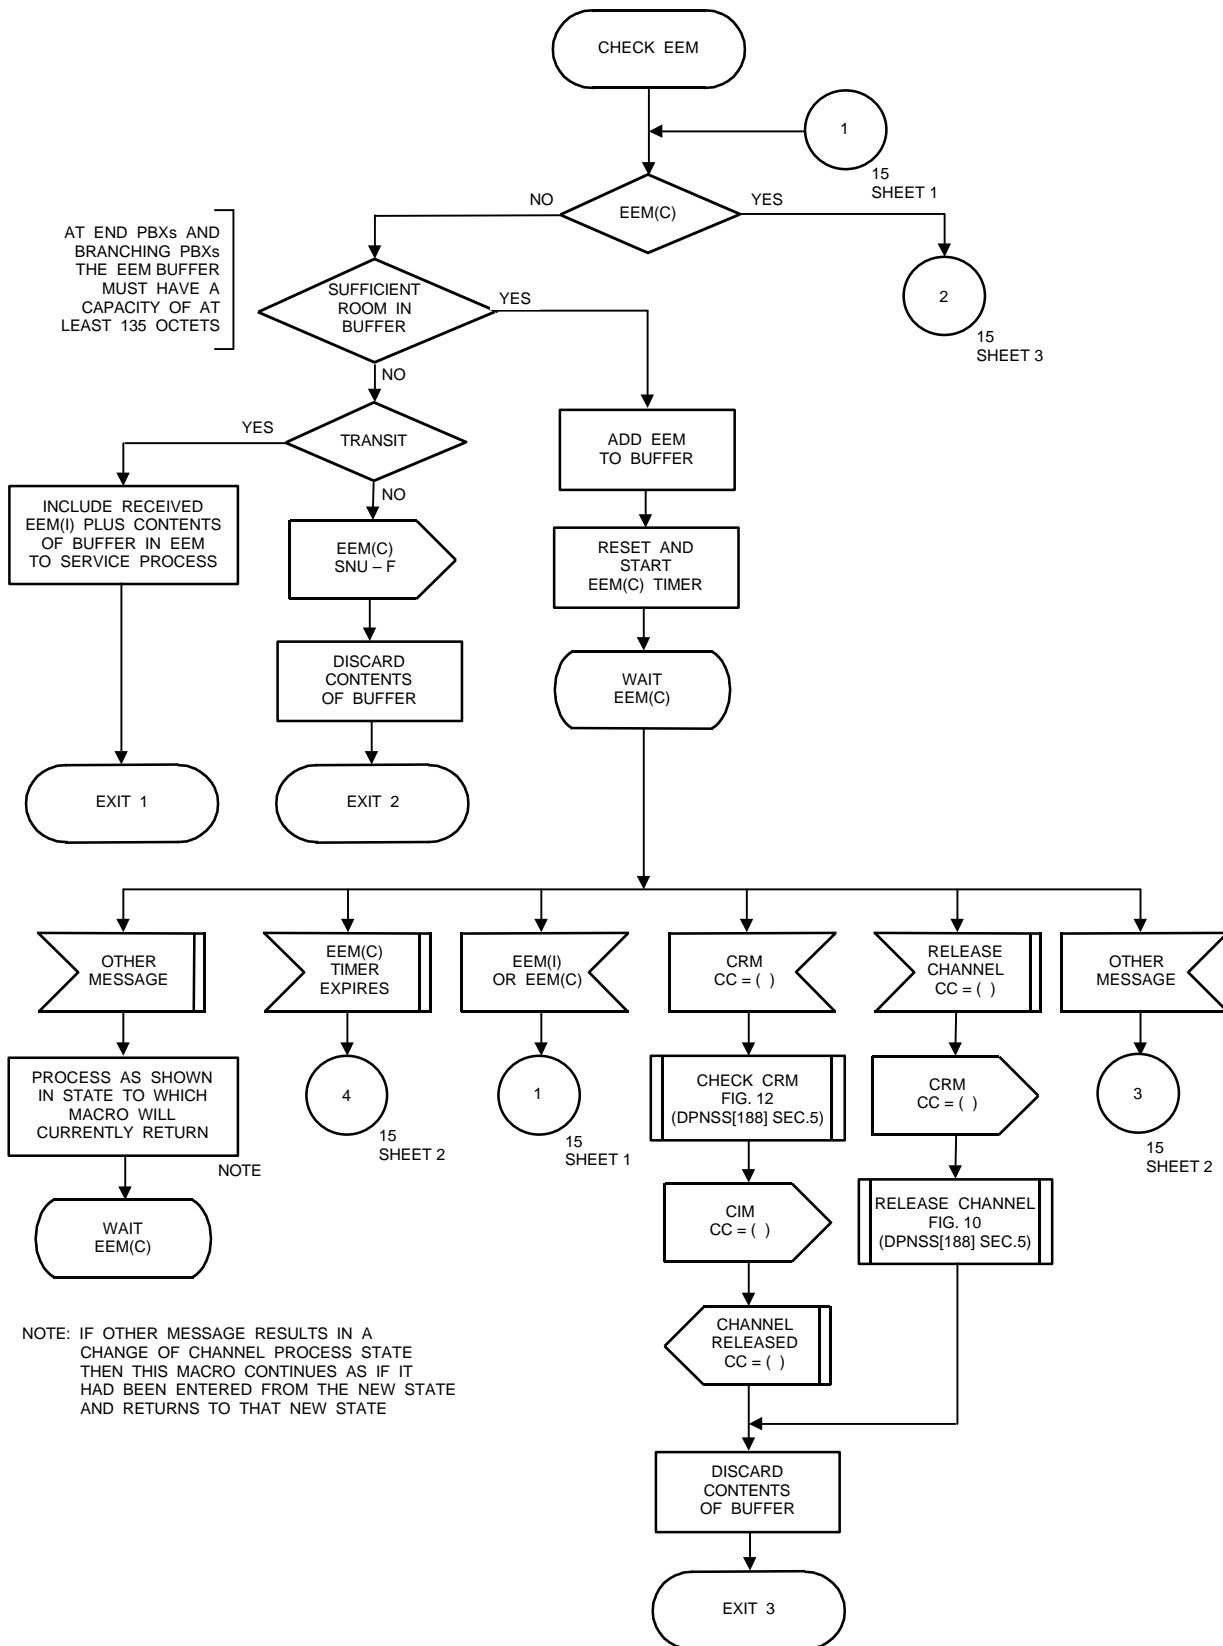 CHECK EEM
1
15
SHEET 1
EEM(C)
NO
YES
2
15
SHEET 3
AT END PBXs AND
BRANCHING PBXs
THE EEM BUFFER
MUST HAVE A
CAPACITY OF AT
LEAST 135 OCTETS
SUFFICIENT
ROOM IN
BUFFER
YES
NO
TRANSIT
YES
NO
INCLUDE RECEIVED
EEM(I) PLUS CONTENTS
OF BUFFER IN EEM
TO SERVICE PROCESS
EXIT 1
EEM(C)
SNU – F
DISCARD
CONTENTS
OF BUFFER
EXIT 2
ADD EEM
TO BUFFER
RESET AND
START
EEM(C) TIMER
WAIT
EEM(C)
OTHER
MESSAGE
PROCESS AS SHOWN
IN STATE TO WHICH
MACRO WILL
CURRENTLY RETURN
NOTE
WAIT
EEM(C)
EEM(C)
TIMER
EXPIRES
4
15
SHEET 2
EEM(I)
OR EEM(C)
1
15
SHEET 1
CRM
CC = ( )
CHECK CRM
FIG. 12
(DPNSS[188] SEC.5)
CIM
CC = ( )
CHANNEL
RELEASED
CC = ( )
RELEASE
CHANNEL
CC = ( )
CRM
CC = ( )
RELEASE CHANNEL
FIG. 10
(DPNSS[188] SEC.5)
OTHER
MESSAGE
3
15
SHEET 2
DISCARD
CONTENTS
OF BUFFER
EXIT 3
NOTE: IF OTHER MESSAGE RESULTS IN A
CHANGE OF CHANNEL PROCESS STATE
THEN THIS MACRO CONTINUES AS IF IT
HAD BEEN ENTERED FROM THE NEW STATE
AND RETURNS TO THAT NEW STATE